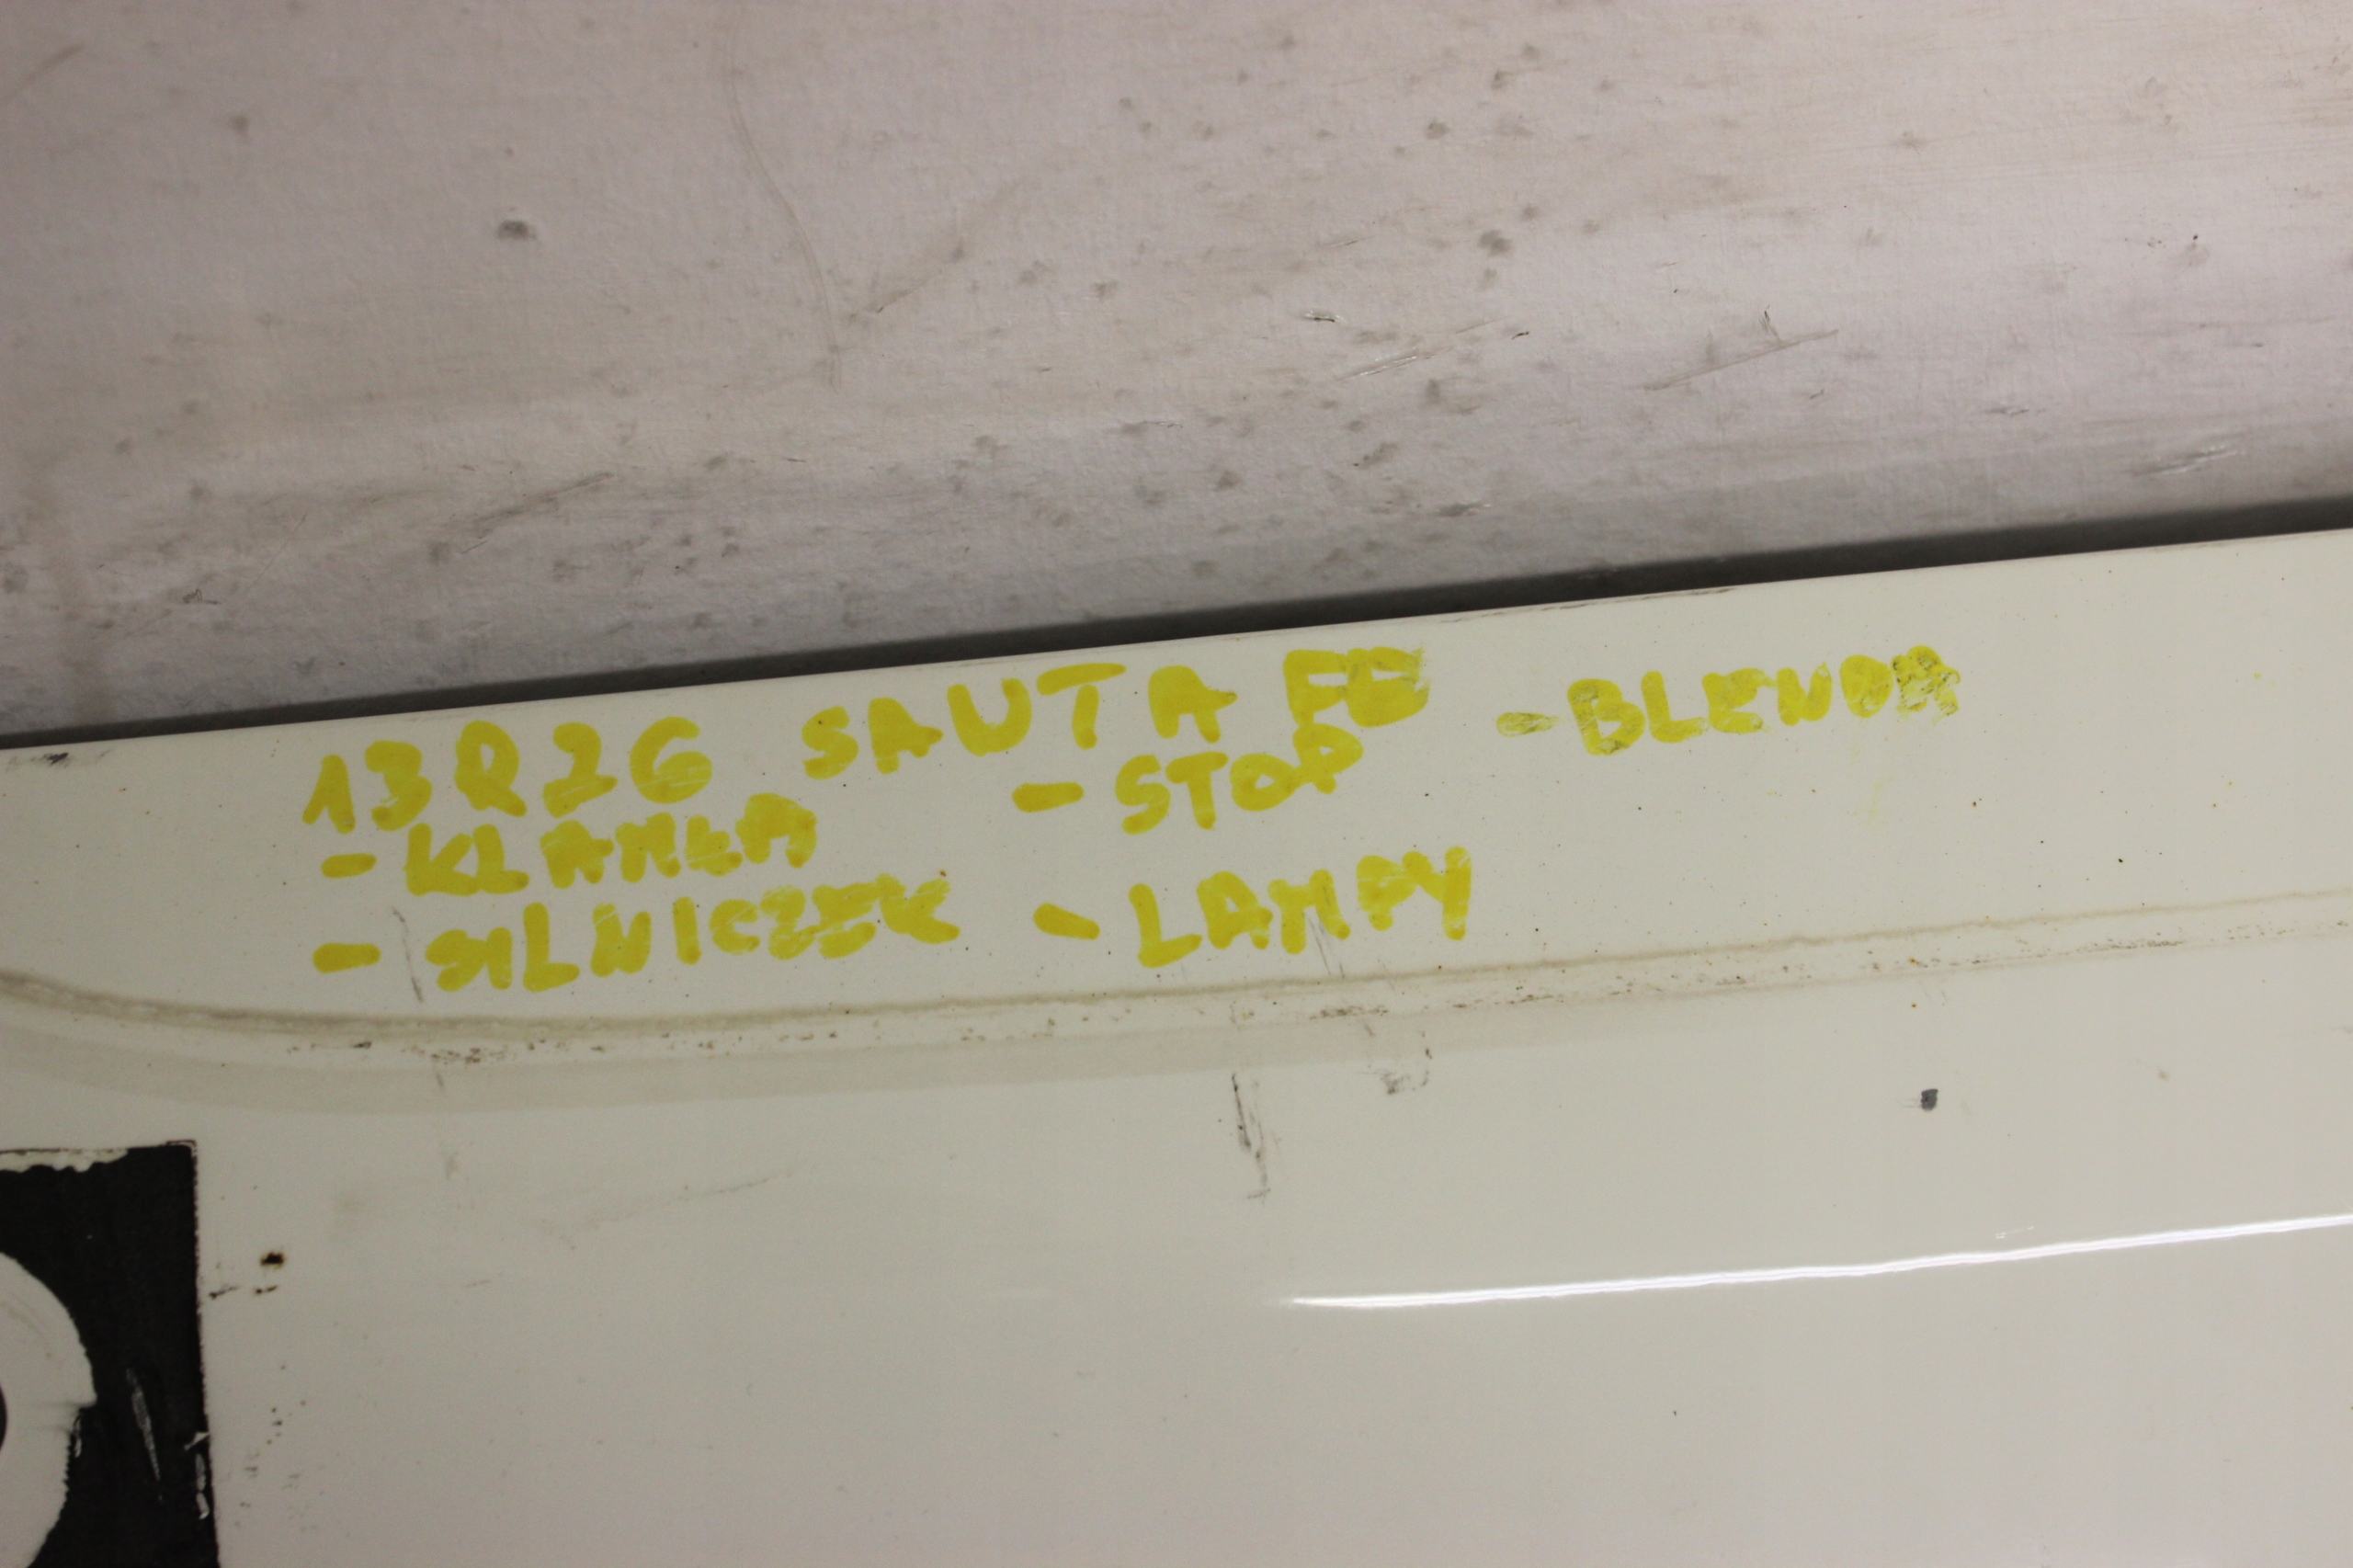 13R26 SANTA FE - BLENDA
- KLAMKA - STOP
- SILNICZEK - LAMPY